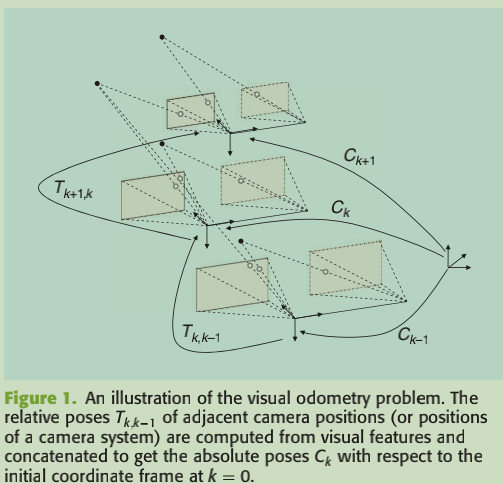 C_{k+1}
T_{k+1,k}
C_k
T_{k,k−1}
C_{k−1}
Figure 1. An illustration of the visual odometry problem. The
relative poses T_{k,k−1} of adjacent camera positions (or positions
of a camera system) are computed from visual features and
concatenated to get the absolute poses C_k with respect to the
initial coordinate frame at k = 0.